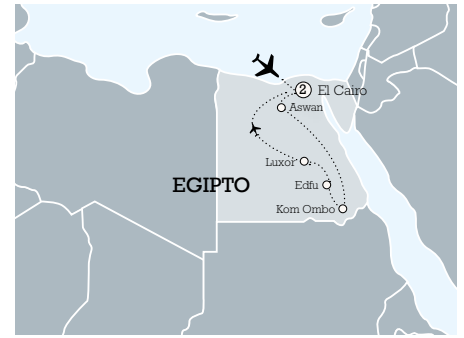 2 El Cairo
Aswan
Luxor
Edfu
EGIPTO
Kom Ombo